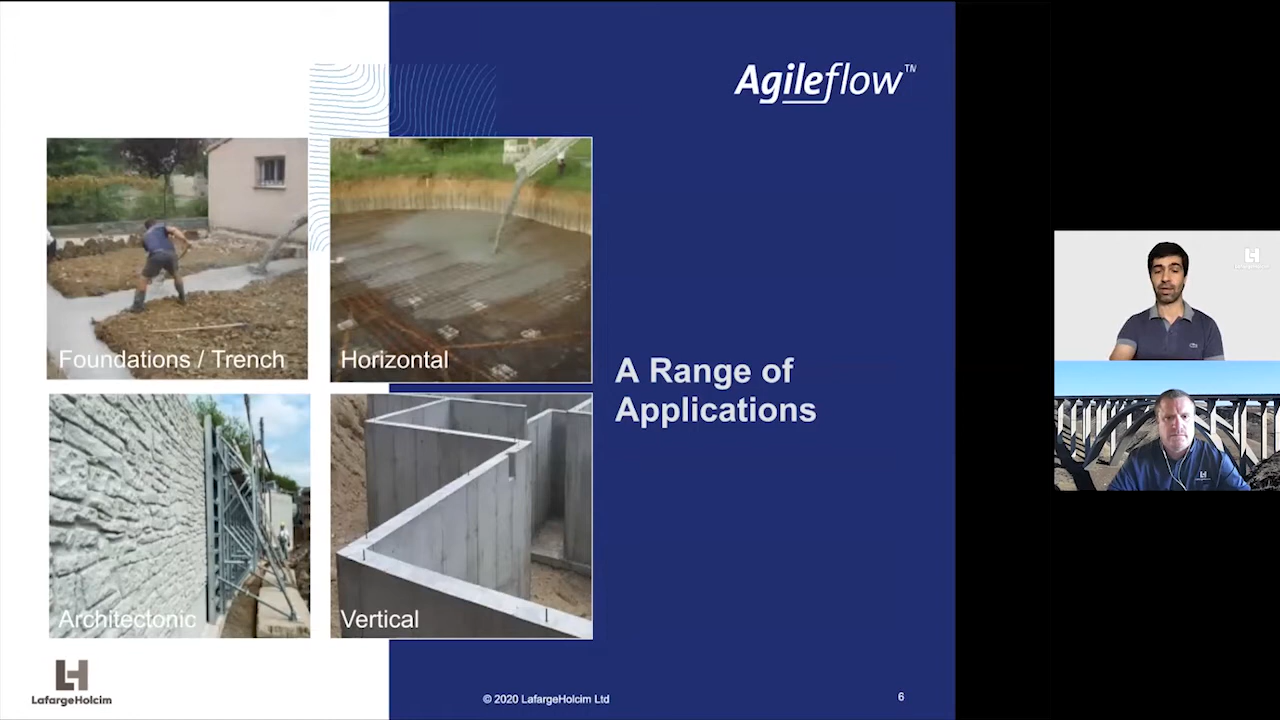 Agileflow™
Foundations / Trench
Horizontal
A Range of
Applications
Architectonic
Vertical
LafargeHolcim
© 2020 LafargeHolcim Ltd
6